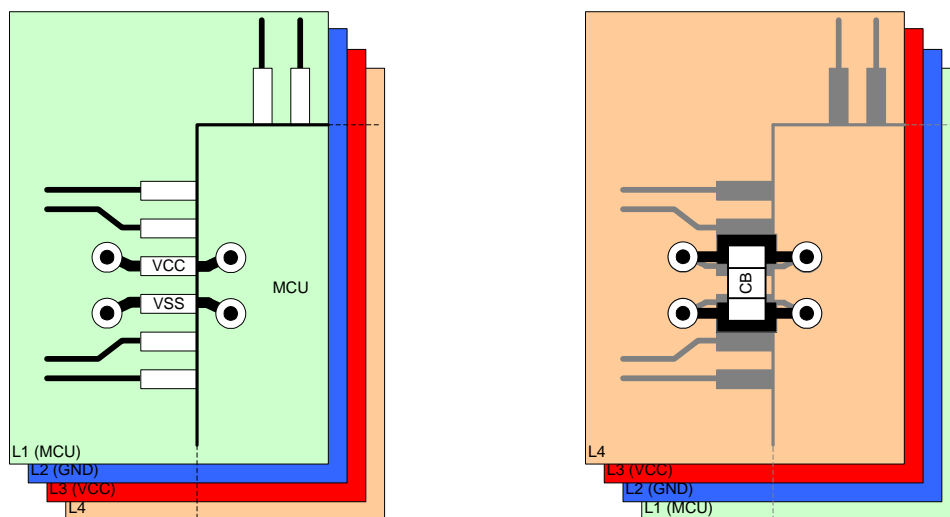 VCC
VSS
MCU
L1 (MCU)
L2 (GND)
L3 (VCC)
L4
CB
L4
L3 (VCC)
L2 (GND)
L1 (MCU)